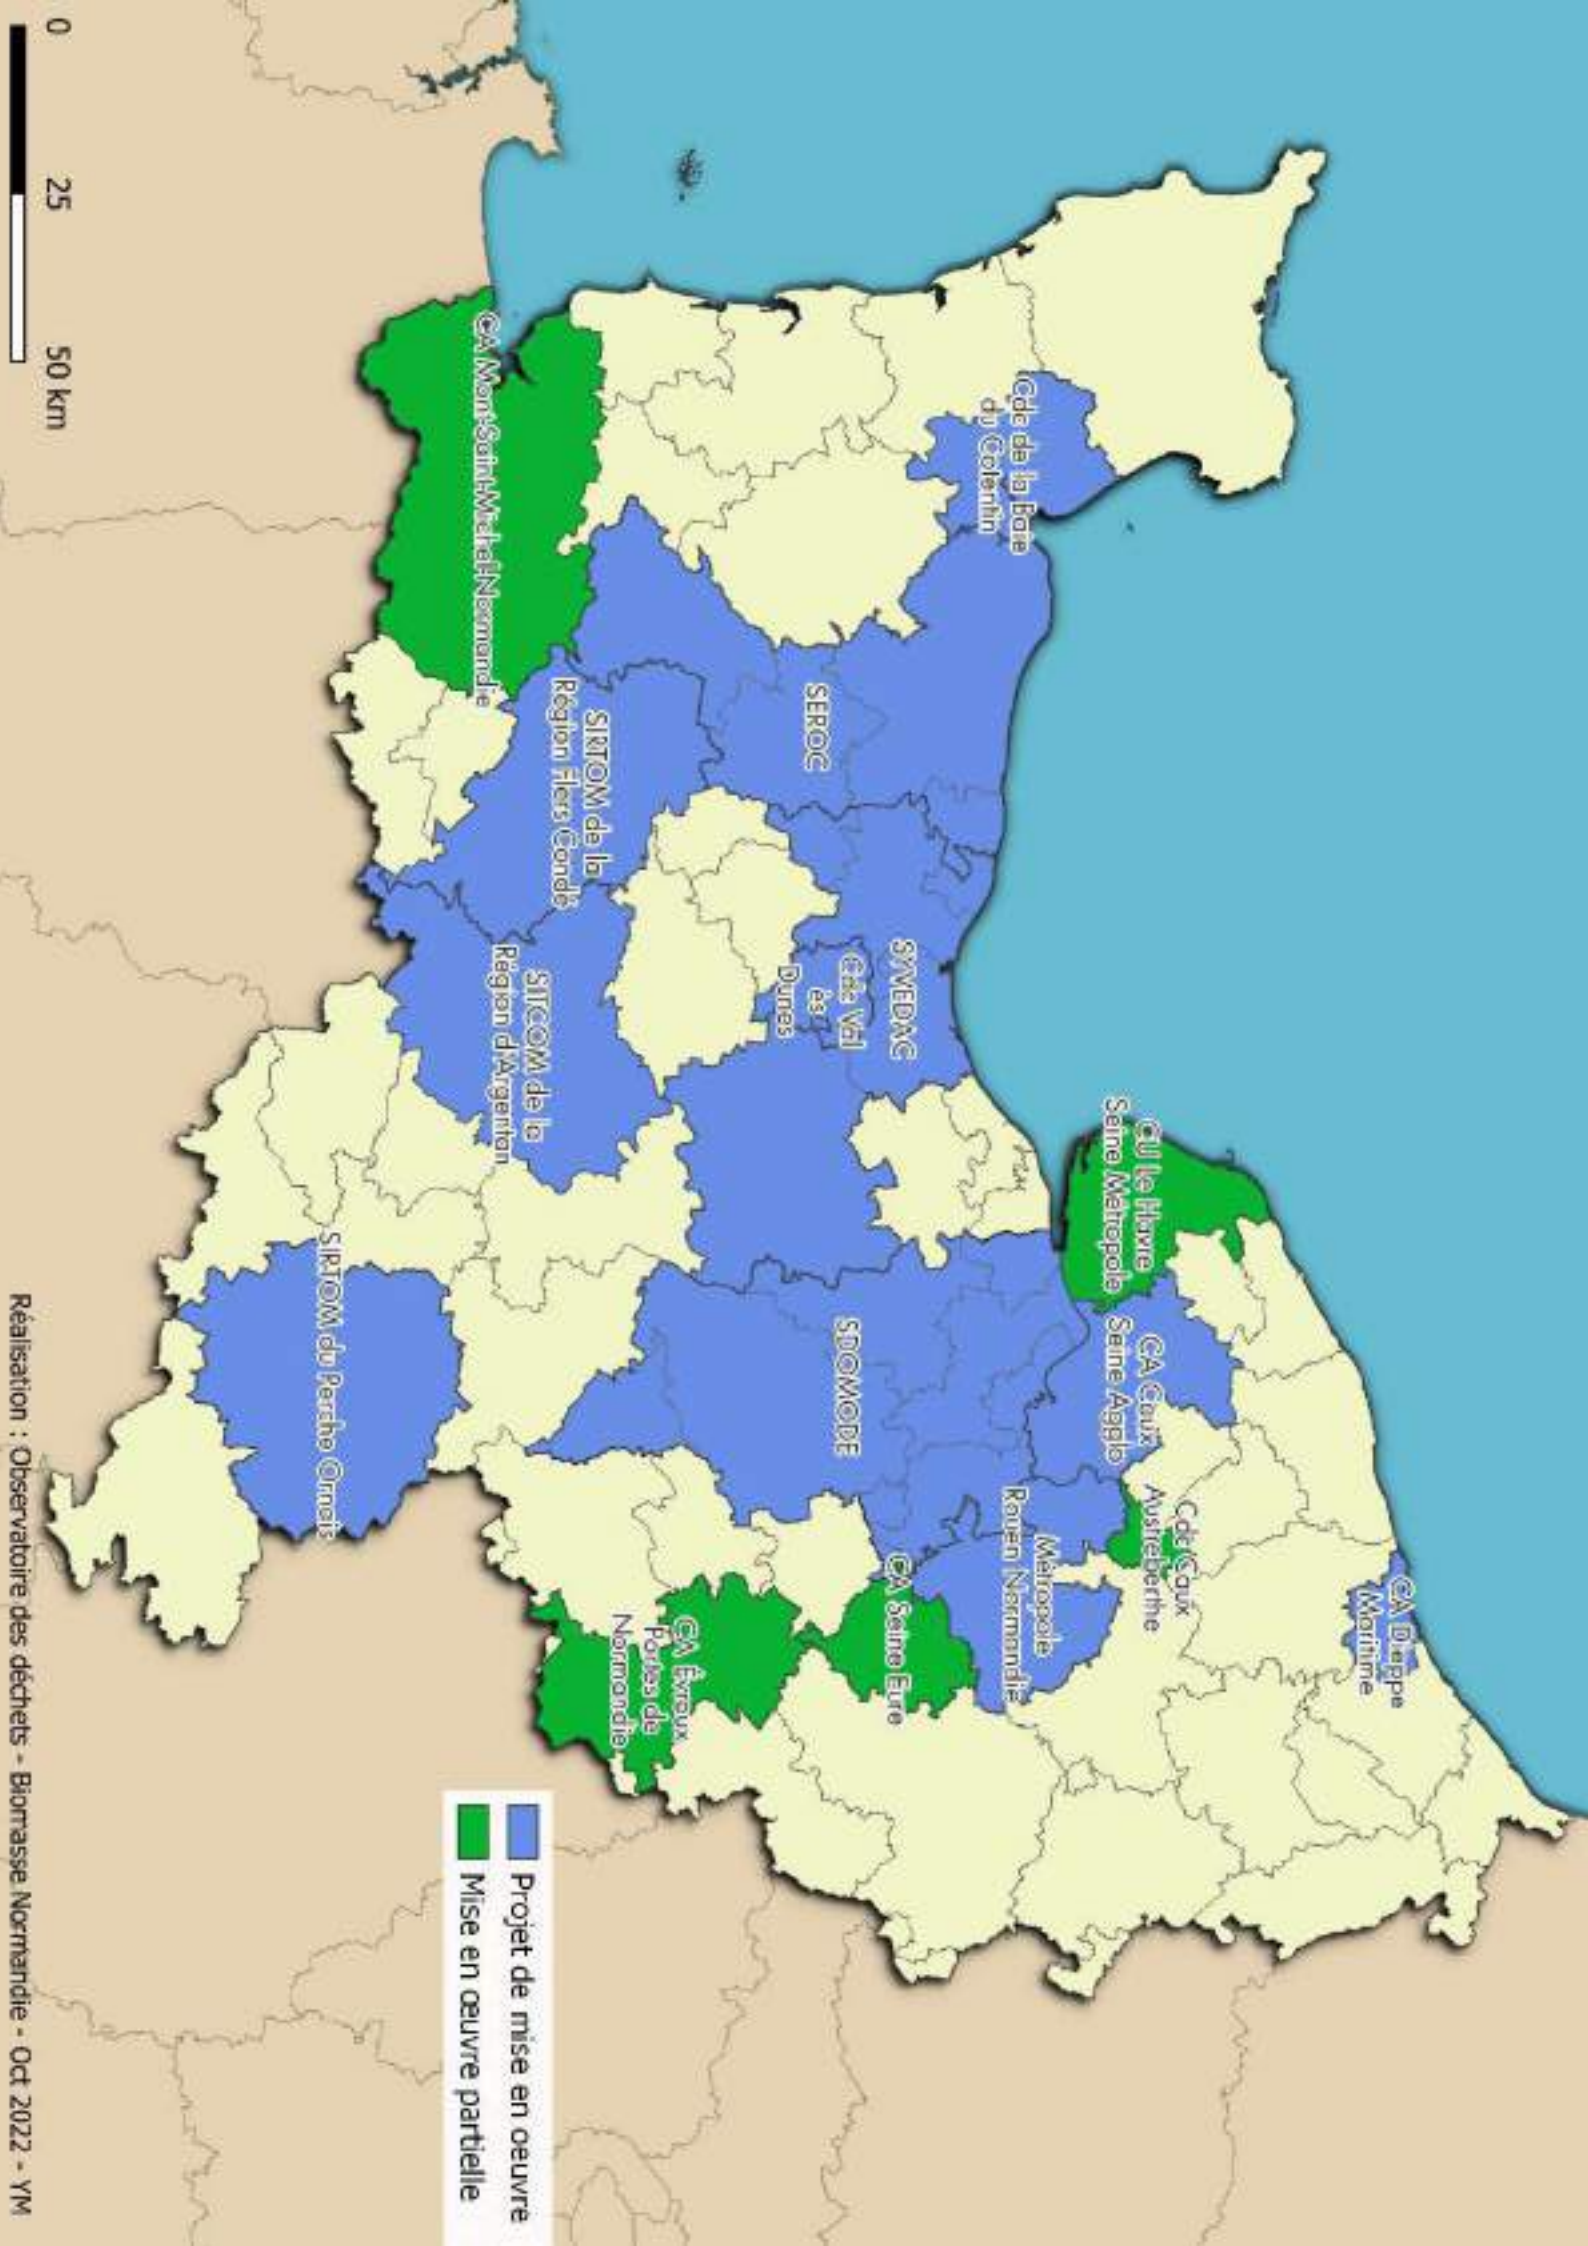 Cdc de la Baie
du Cotentin
CA Mont-Saint-Michel-Normandie
SEROC
SIRTOM de la
Région Flers Condé
SYVEDAC
Cdc Val
ès
Dunes
SITCOM de la
Région d'Argentan
CU Le Havre
Seine Métropole
CA Caux
Seine Agglo
Cdc Caux
Austreberthe
CA Dieppe
Maritime
Métropole
Rouen Normandie
SDOMODE
CA Seine Eure
CA Évreux
Portes de
Normandie
SIRTOM du Perche Ornais
Projet de mise en oeuvre
Mise en œuvre partielle
0 25 50 km
Réalisation : Observatoire des déchets - Biomasse Normandie - Oct 2022 - YM